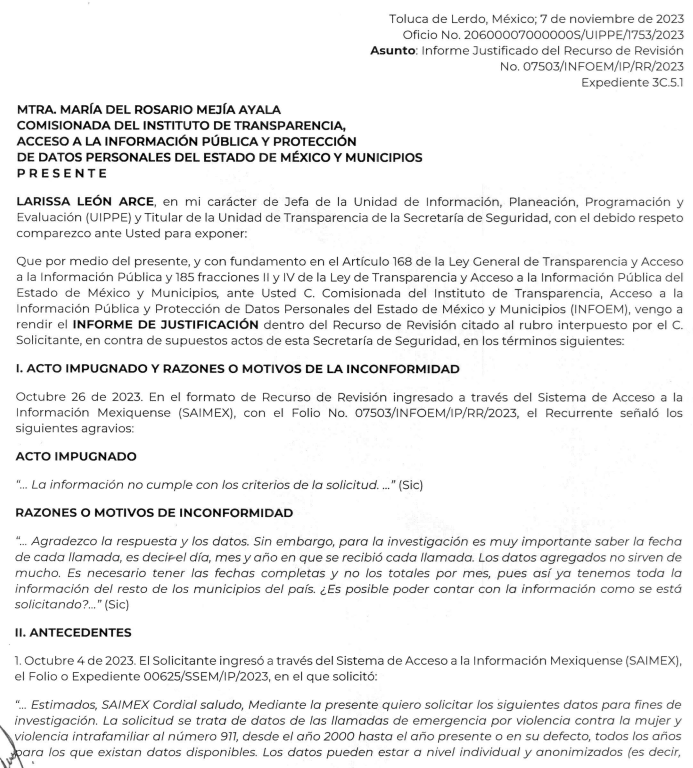 Toluca de Lerdo, México; 7 de noviembre de 2023
Oficio No. 20600007000000S/UIPPE/1753/2023
Asunto: Informe Justificado del Recurso de Revisión
No. 07503/INFOEM/IP/RR/2023
Expediente 3C.5.1
MTRA. MARÍA DEL ROSARIO MEJÍA AYALA
COMISIONADA DEL INSTITUTO DE TRANSPARENCIA,
ACCESO A LA INFORMACIÓN PÚBLICA Y PROTECCIÓN
DE DATOS PERSONALES DEL ESTADO DE MÉXICO Y MUNICIPIOS
P R E S E N T E
LARISSA LEÓN ARCE, en mi carácter de Jefa de la Unidad de Información, Planeación, Programación y
Evaluación (UIPPE) y Titular de la Unidad de Transparencia de la Secretaría de Seguridad, con el debido respeto
comparezco ante Usted para exponer:
Que por medio del presente, y con fundamento en el Artículo 168 de la Ley General de Transparencia y Acceso
a la Información Pública y 185 fracciones II y IV de la Ley de Transparencia y Acceso a la Información Pública del
Estado de México y Municipios, ante Usted C. Comisionada del Instituto de Transparencia, Acceso a la
Información Pública y Protección de Datos Personales del Estado de México y Municipios (INFOEM), vengo a
rendir el INFORME DE JUSTIFICACIÓN dentro del Recurso de Revisión citado al rubro interpuesto por el C.
Solicitante, en contra de supuestos actos de esta Secretaría de Seguridad, en los términos siguientes:
I. ACTO IMPUGNADO Y RAZONES O MOTIVOS DE LA INCONFORMIDAD
Octubre 26 de 2023. En el formato de Recurso de Revisión ingresado a través del Sistema de Acceso a la
Información Mexiquense (SAIMEX), con el Folio No. 07503/INFOEM/IP/RR/2023, el Recurrente señaló los
siguientes agravios:
ACTO IMPUGNADO
“... La información no cumple con los criterios de la solicitud. ...” (Sic)
RAZONES O MOTIVOS DE INCONFORMIDAD
“... Agradezco la respuesta y los datos. Sin embargo, para la investigación es muy importante saber la fecha
de cada llamada, es decir el día, mes y año en que se recibió cada llamada. Los datos agregados no sirven de
mucho. Es necesario tener las fechas completas y no los totales por mes, pues así ya tenemos toda la
información del resto de los municipios del país. ¿Es posible poder contar con la información como se está
solicitando?...” (Sic)
II. ANTECEDENTES
1. Octubre 4 de 2023. El Solicitante ingresó a través del Sistema de Acceso a la Información Mexiquense (SAIMEX),
el Folio o Expediente 00625/SSEM/IP/2023, en el que solicitó:
“... Estimados, SAIMEX Cordial saludo, Mediante la presente quiero solicitar los siguientes datos para fines de
investigación. La solicitud se trata de datos de las llamadas de emergencia por violencia contra la mujer y
violencia intrafamiliar al número 911, desde el año 2000 hasta el año presente o en su defecto, todos los años
para los que existan datos disponibles. Los datos pueden estar a nivel individual y anonimizados (es decir,